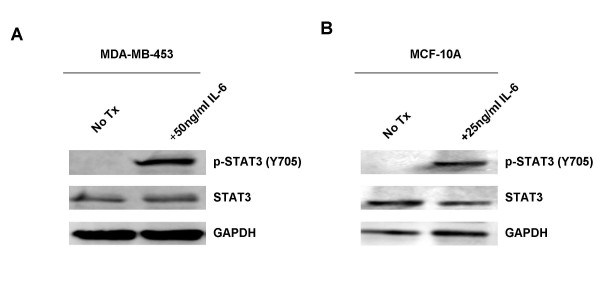 A
MDA-MB-453
No Tx
+50ng/ml IL-6
p-STAT3 (Y705)
STAT3
GAPDH
B
MCF-10A
No Tx
+25ng/ml IL-6
p-STAT3 (Y705)
STAT3
GAPDH